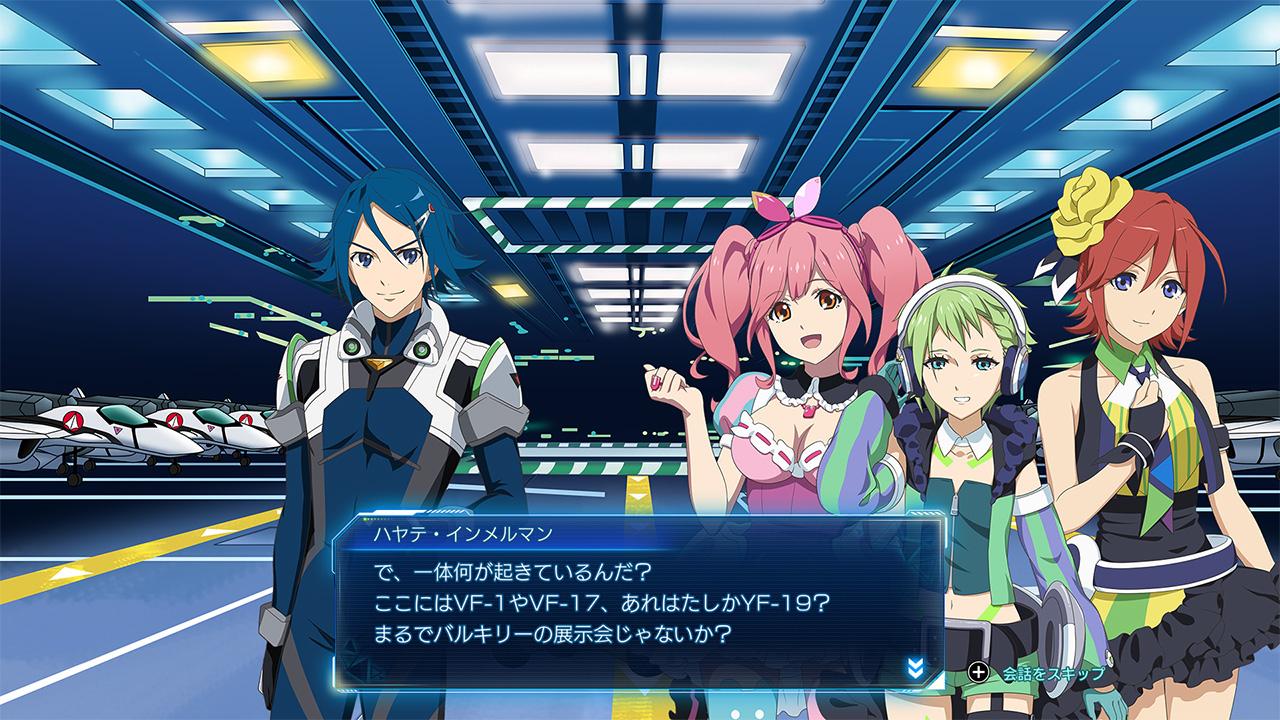 ハヤテ・インメルマン
で、一体何が起きているんだ？
ここにはVF-1やVF-17、あれはたしかYF-19？
まるでバルキリーの展示会じゃないか？
会話をスキップ